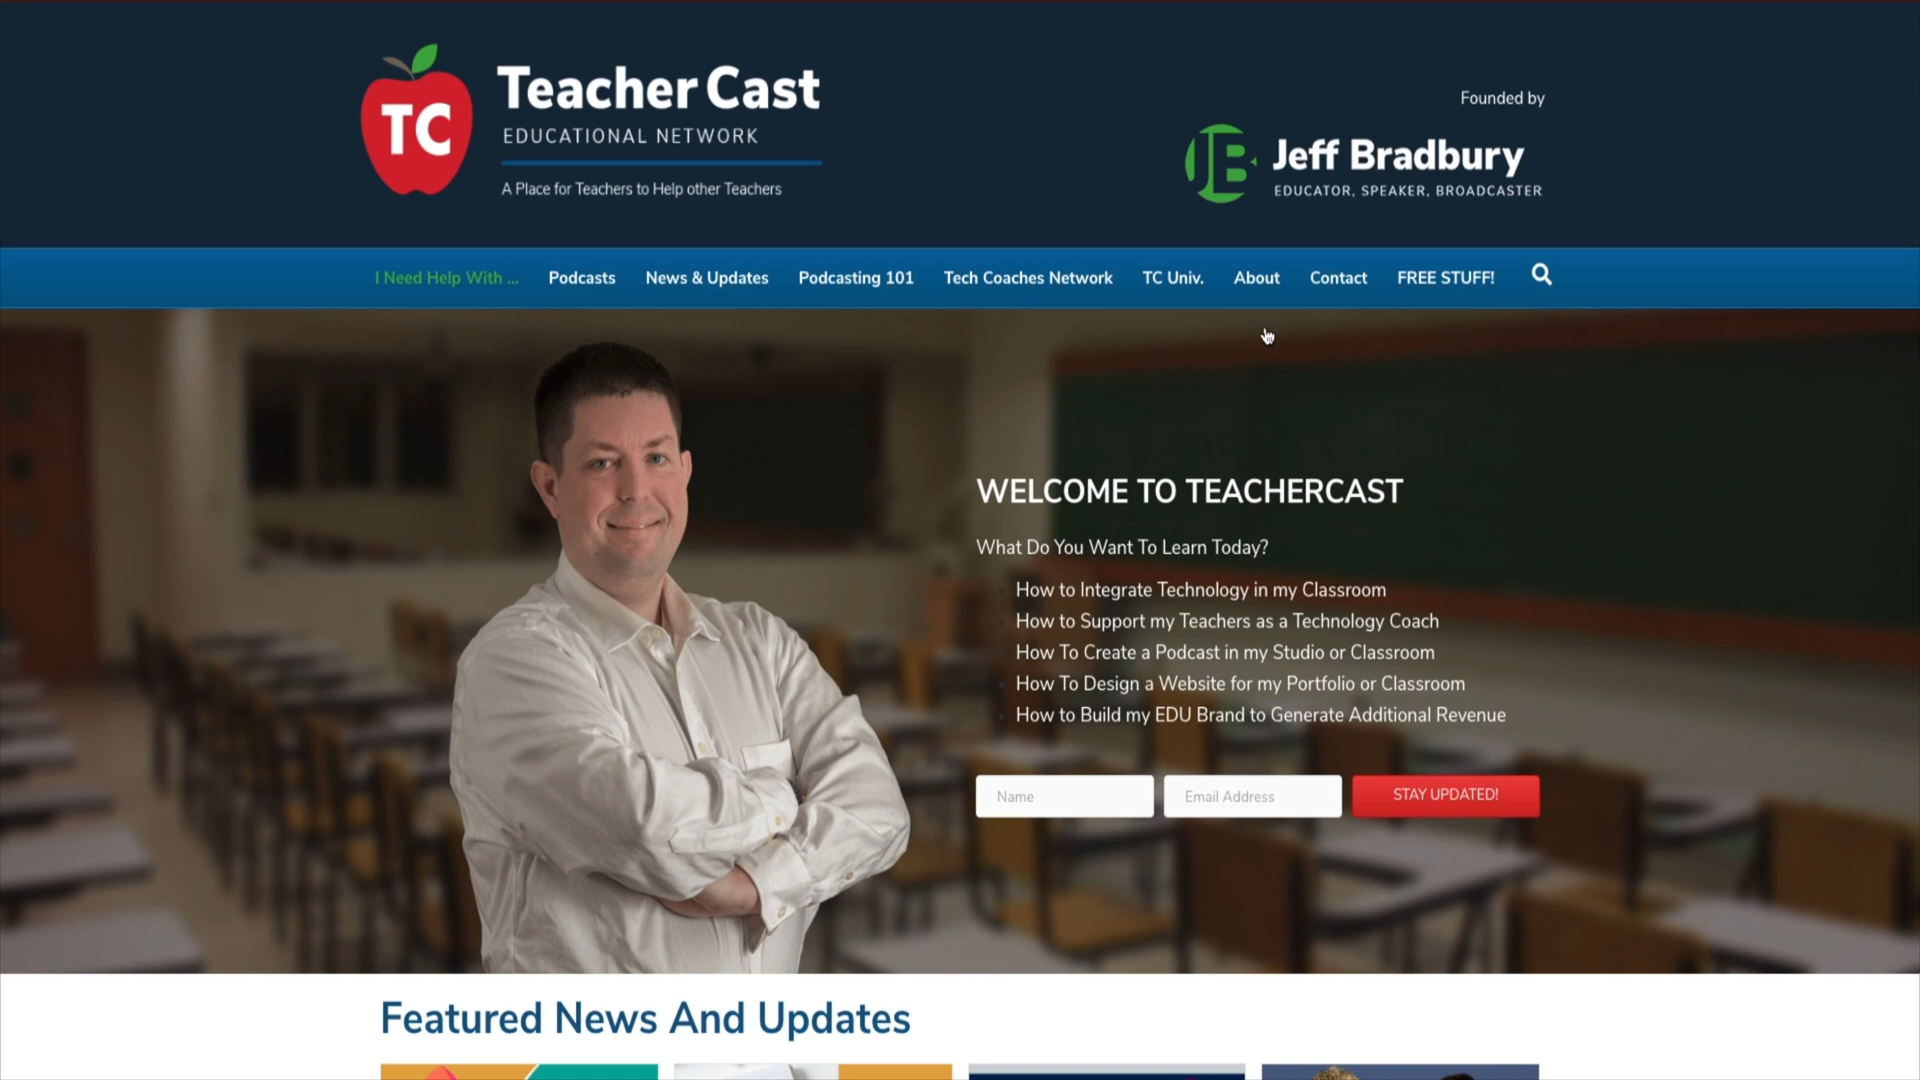 TC
Teacher Cast
EDUCATIONAL NETWORK
A Place for Teachers to Help other Teachers
Founded by
JB
Jeff Bradbury
EDUCATOR, SPEAKER, BROADCASTER
I Need Help With ... Podcasts News & Updates Podcasting 101 Tech Coaches Network TC Univ. About Contact FREE STUFF!
WELCOME TO TEACHERCAST
What Do You Want To Learn Today?
How to Integrate Technology in my Classroom
How to Support my Teachers as a Technology Coach
How To Create a Podcast in my Studio or Classroom
How To Design a Website for my Portfolio or Classroom
How to Build my EDU Brand to Generate Additional Revenue
Name Email Address STAY UPDATED!
Featured News And Updates